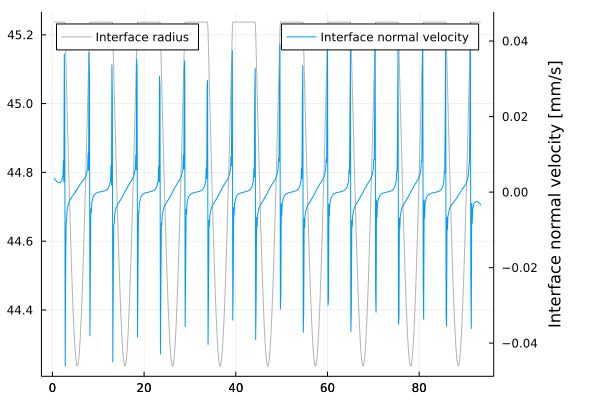 Interface radius
Interface normal velocity
45.2
45.0
44.8
44.6
44.4
0.04
0.02
0.00
−0.02
−0.04
Interface normal velocity [mm/s]
0 20 40 60 80